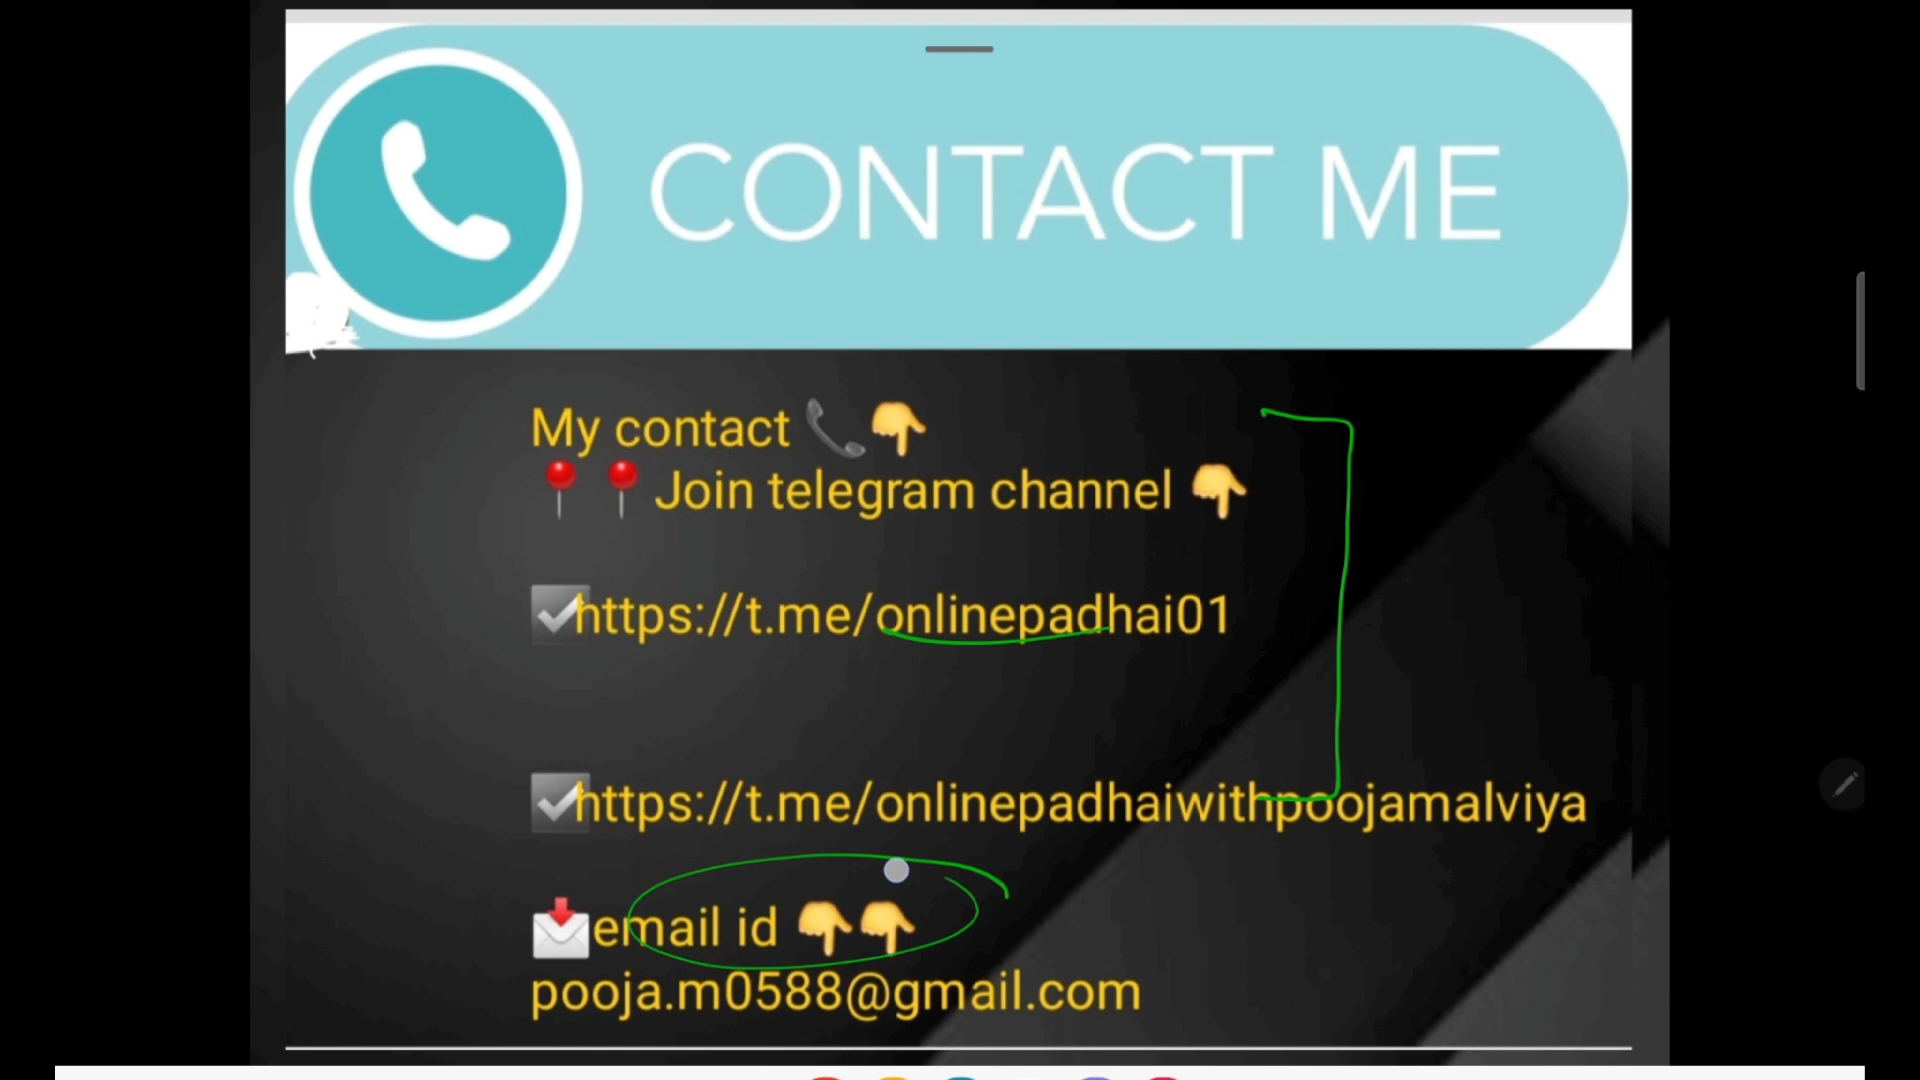 CONTACT ME
My contact 📞👇
📍📍Join telegram channel 👇
☑https://t.me/onlinepadhai01
☑https://t.me/onlinepadhaiwithpoojamalviya
📩email id 👇👇
pooja.m0588@gmail.com